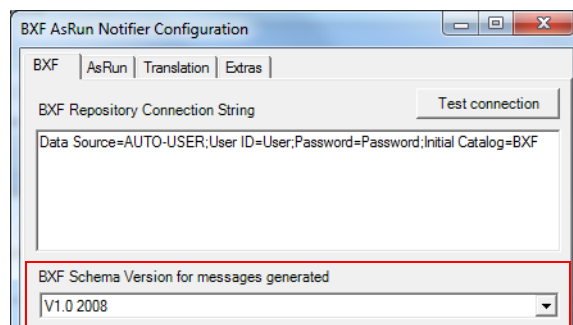 BXF AsRun Notifier Configuration
BXF AsRun Translation Extras
BXF Repository Connection String Test connection
Data Source=AUTO-USER;User ID=User;Password=Password;Initial Catalog=BXF
BXF Schema Version for messages generated
V1.0 2008